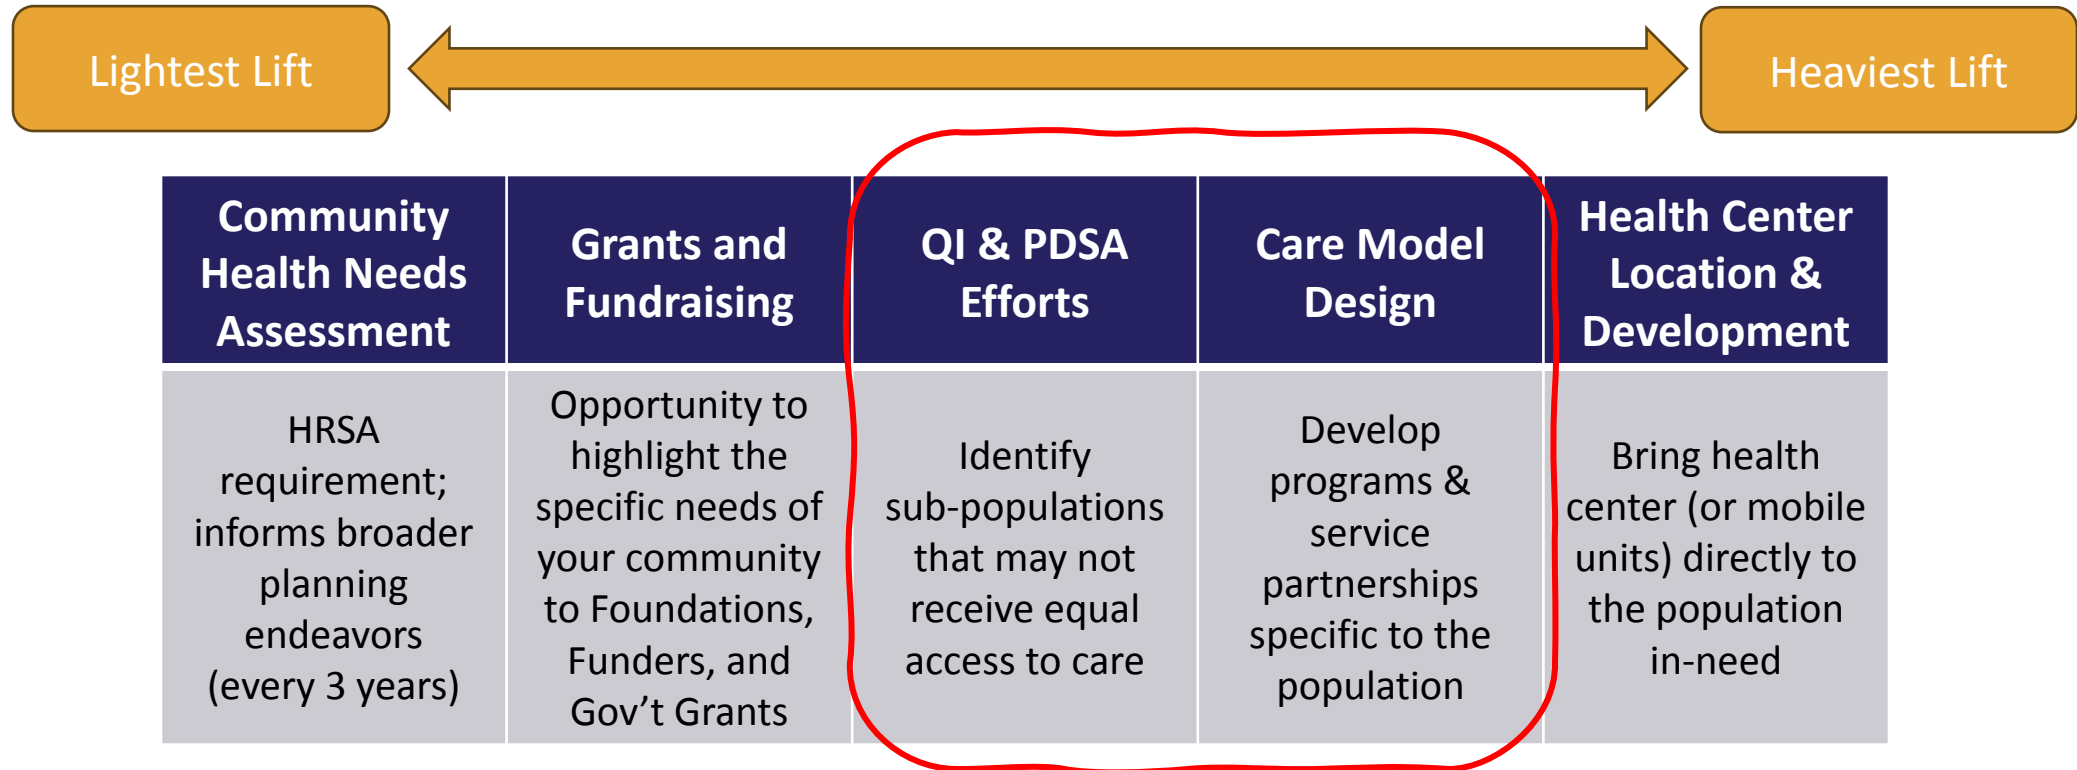 Lightest Lift
Heaviest Lift
Community
Health Needs
Assessment
Grants and
Fundraising
QI & PDSA
Efforts
Care Model
Design
Health Center
Location &
Development
HRSA
requirement;
informs broader
planning
endeavors
(every 3 years)
Opportunity to
highlight the
specific needs of
your community
to Foundations,
Funders, and
Gov’t Grants
Identify
sub-populations
that may not
receive equal
access to care
Develop
programs &
service
partnerships
specific to the
population
Bring health
center (or mobile
units) directly to
the population
in-need